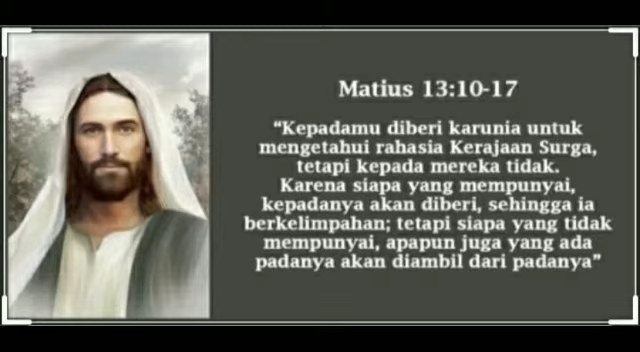 Matius 13:10-17
“Kepadamu diberi karunia untuk
mengetahui rahasia Kerajaan Surga,
tetapi kepada mereka tidak.
Karena siapa yang mempunyai,
kepadanya akan diberi, sehingga ia
berkelimpahan; tetapi siapa yang tidak
mempunyai, apapun juga yang ada
padanya akan diambil dari padanya”